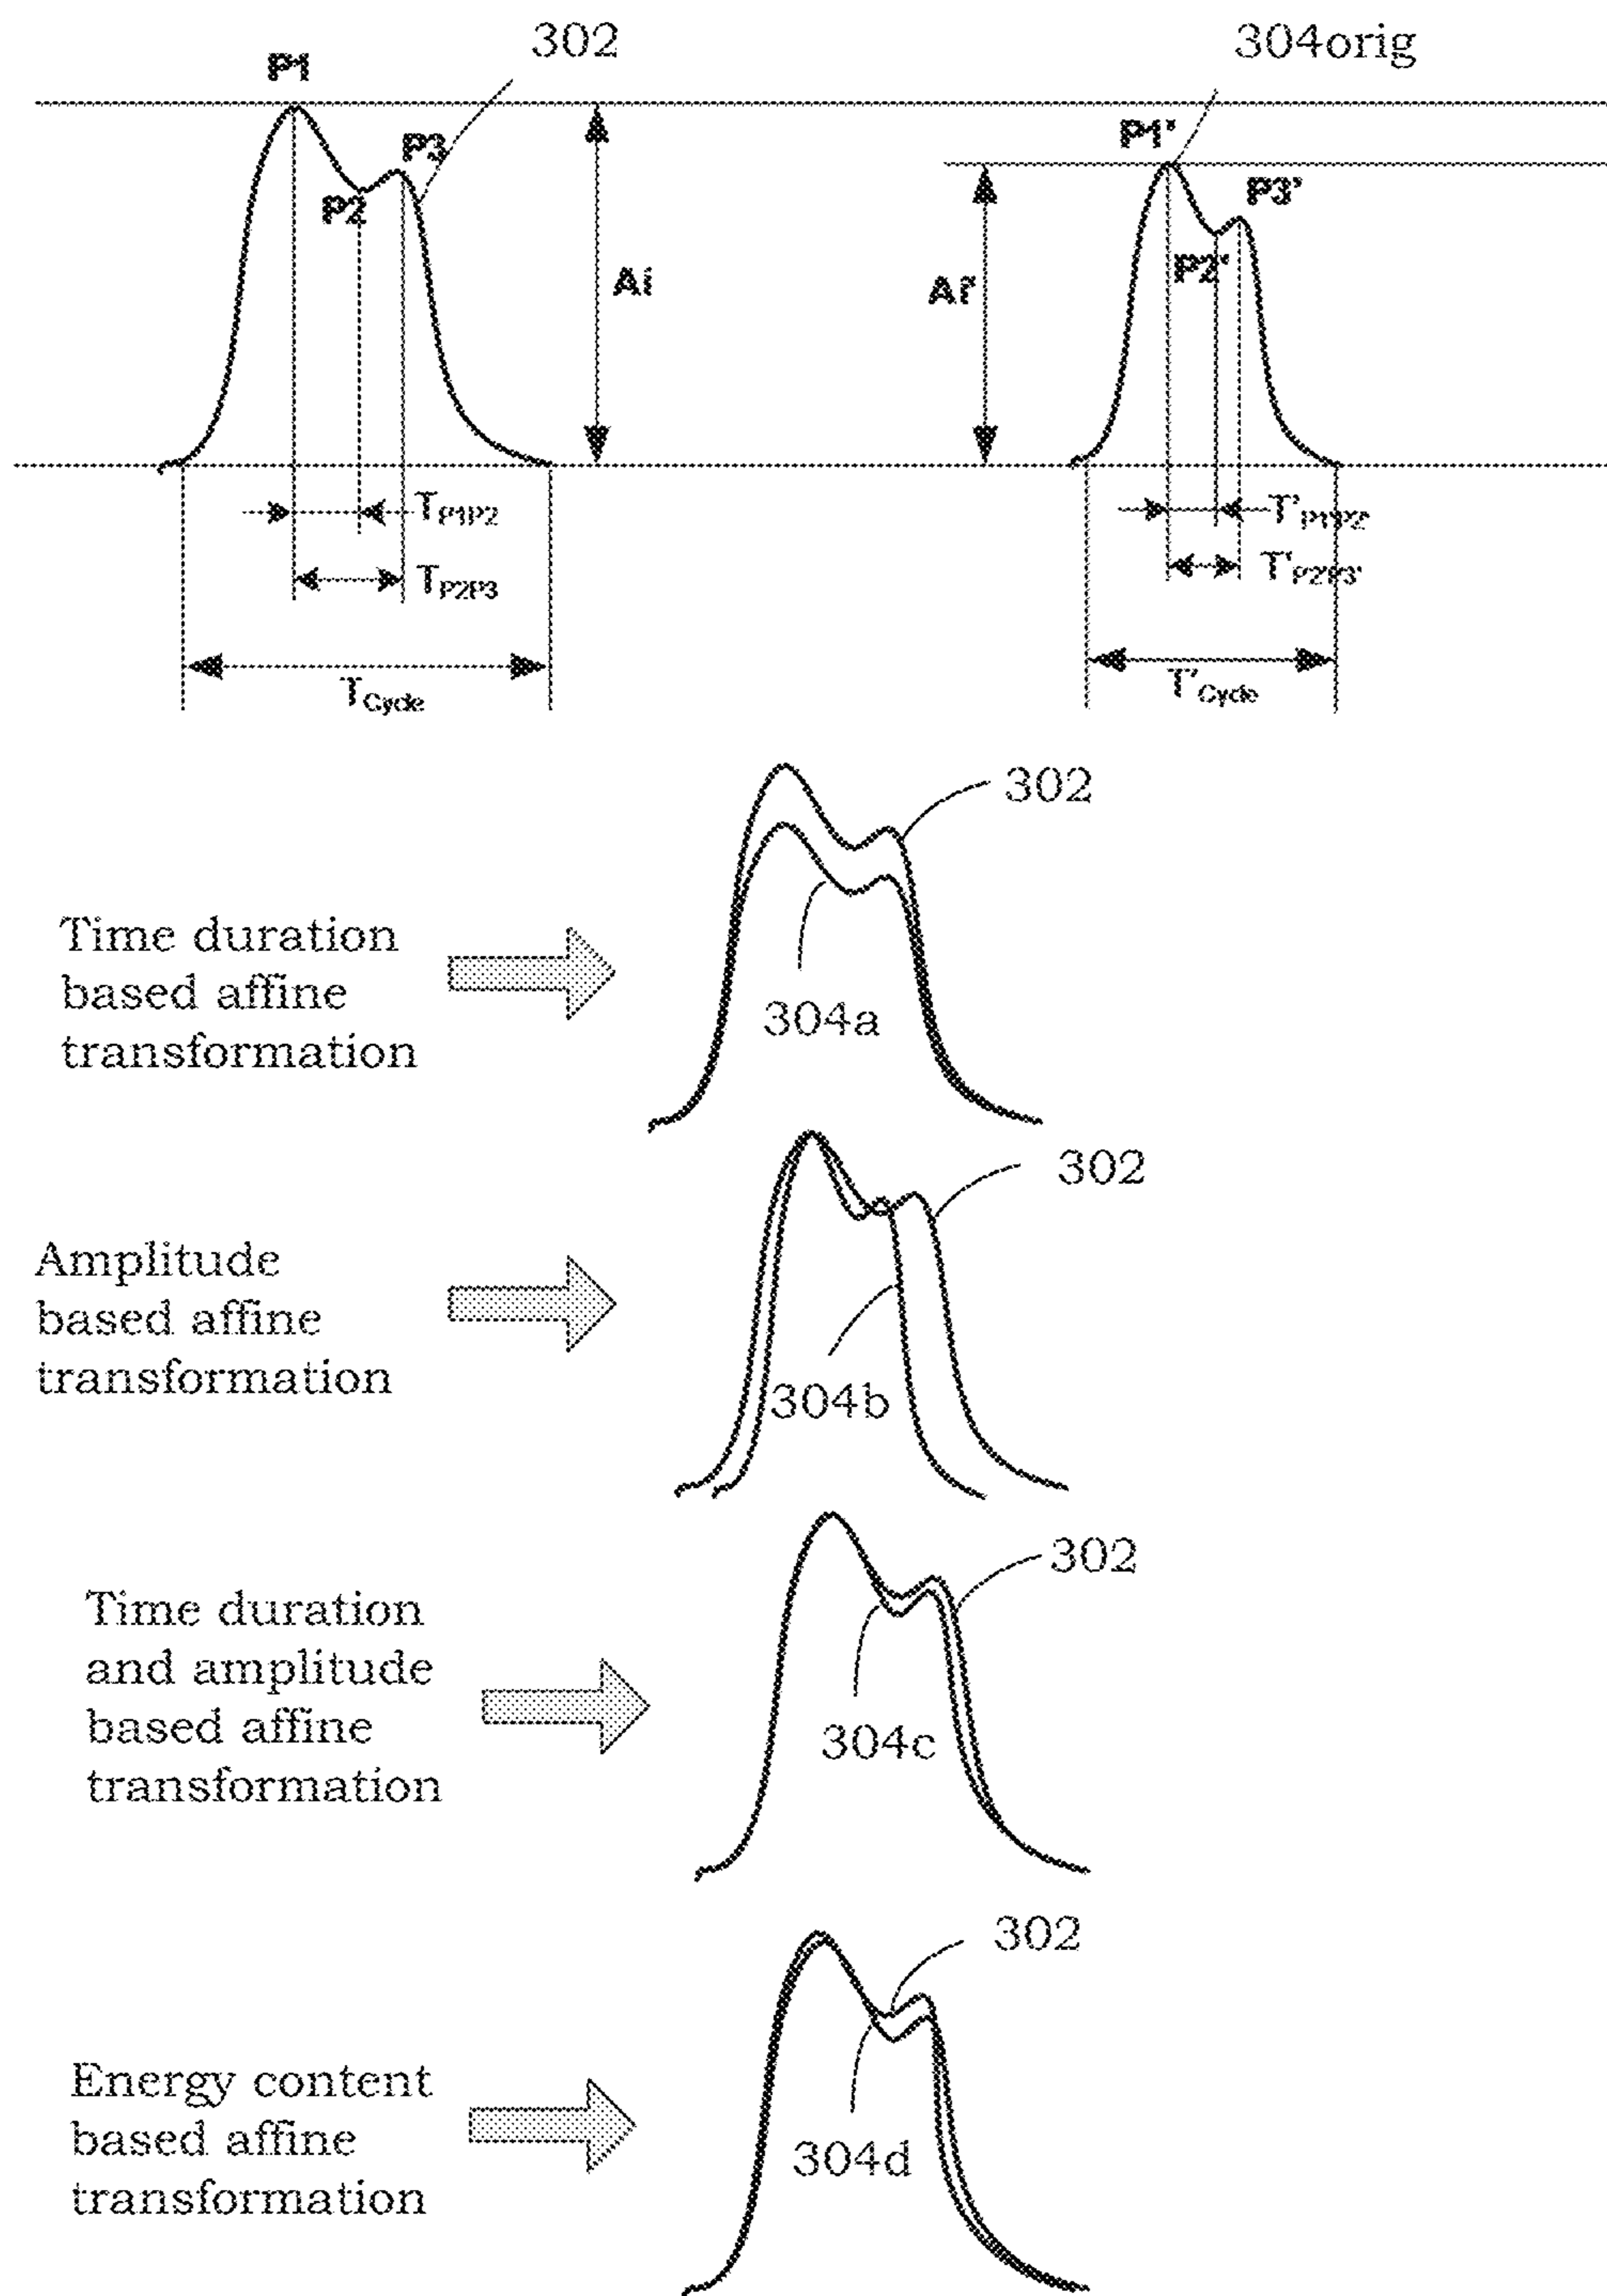 302
304orig
P1
P3
P2
Ai
P1'
P3'
P2'
Ai'
TP1P2
TP2P3
TCycle
T'P1'P2'
T'P2'P3'
T'Cycle
302
304a
Time duration
based affine
transformation
302
304b
Amplitude
based affine
transformation
302
304c
Time duration
and amplitude
based affine
transformation
302
304d
Energy content
based affine
transformation